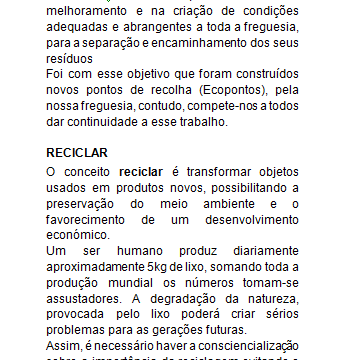 melhoramento e na criação de condições
adequadas e abrangentes a toda a freguesia,
para a separação e encaminhamento dos seus
resíduos
Foi com esse objetivo que foram construídos
novos pontos de recolha (Ecopontos), pela
nossa freguesia, contudo, compete-nos a todos
dar continuidade a esse trabalho.
RECICLAR
O conceito reciclar é transformar objetos
usados em produtos novos, possibilitando a
preservação do meio ambiente e o
favorecimento de um desenvolvimento
económico.
Um ser humano produz diariamente
aproximadamente 5kg de lixo, somando toda a
produção mundial os números tornam-se
assustadores. A degradação da natureza,
provocada pelo lixo poderá criar sérios
problemas para as gerações futuras.
Assim, é necessário haver a consciencialização